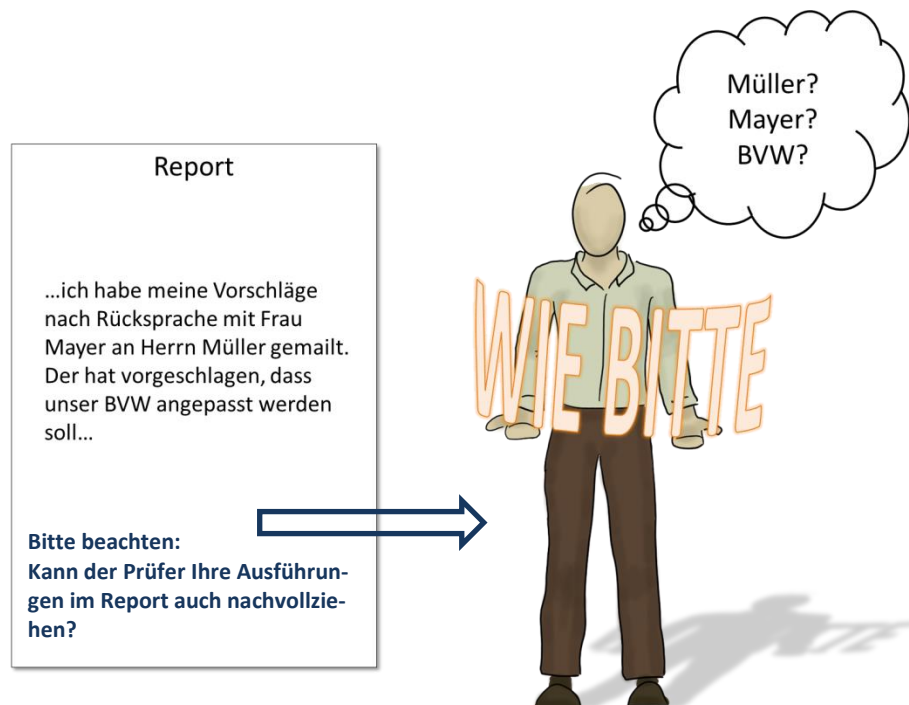 Report
...ich habe meine Vorschläge
nach Rücksprache mit Frau
Mayer an Herrn Müller gemailt.
Der hat vorgeschlagen, dass
unser BVW angepasst werden
soll...
Bitte beachten:
Kann der Prüfer Ihre Ausführun-
gen im Report auch nachvollzie-
hen?
Müller?
Mayer?
BVW?
WIE BITTE